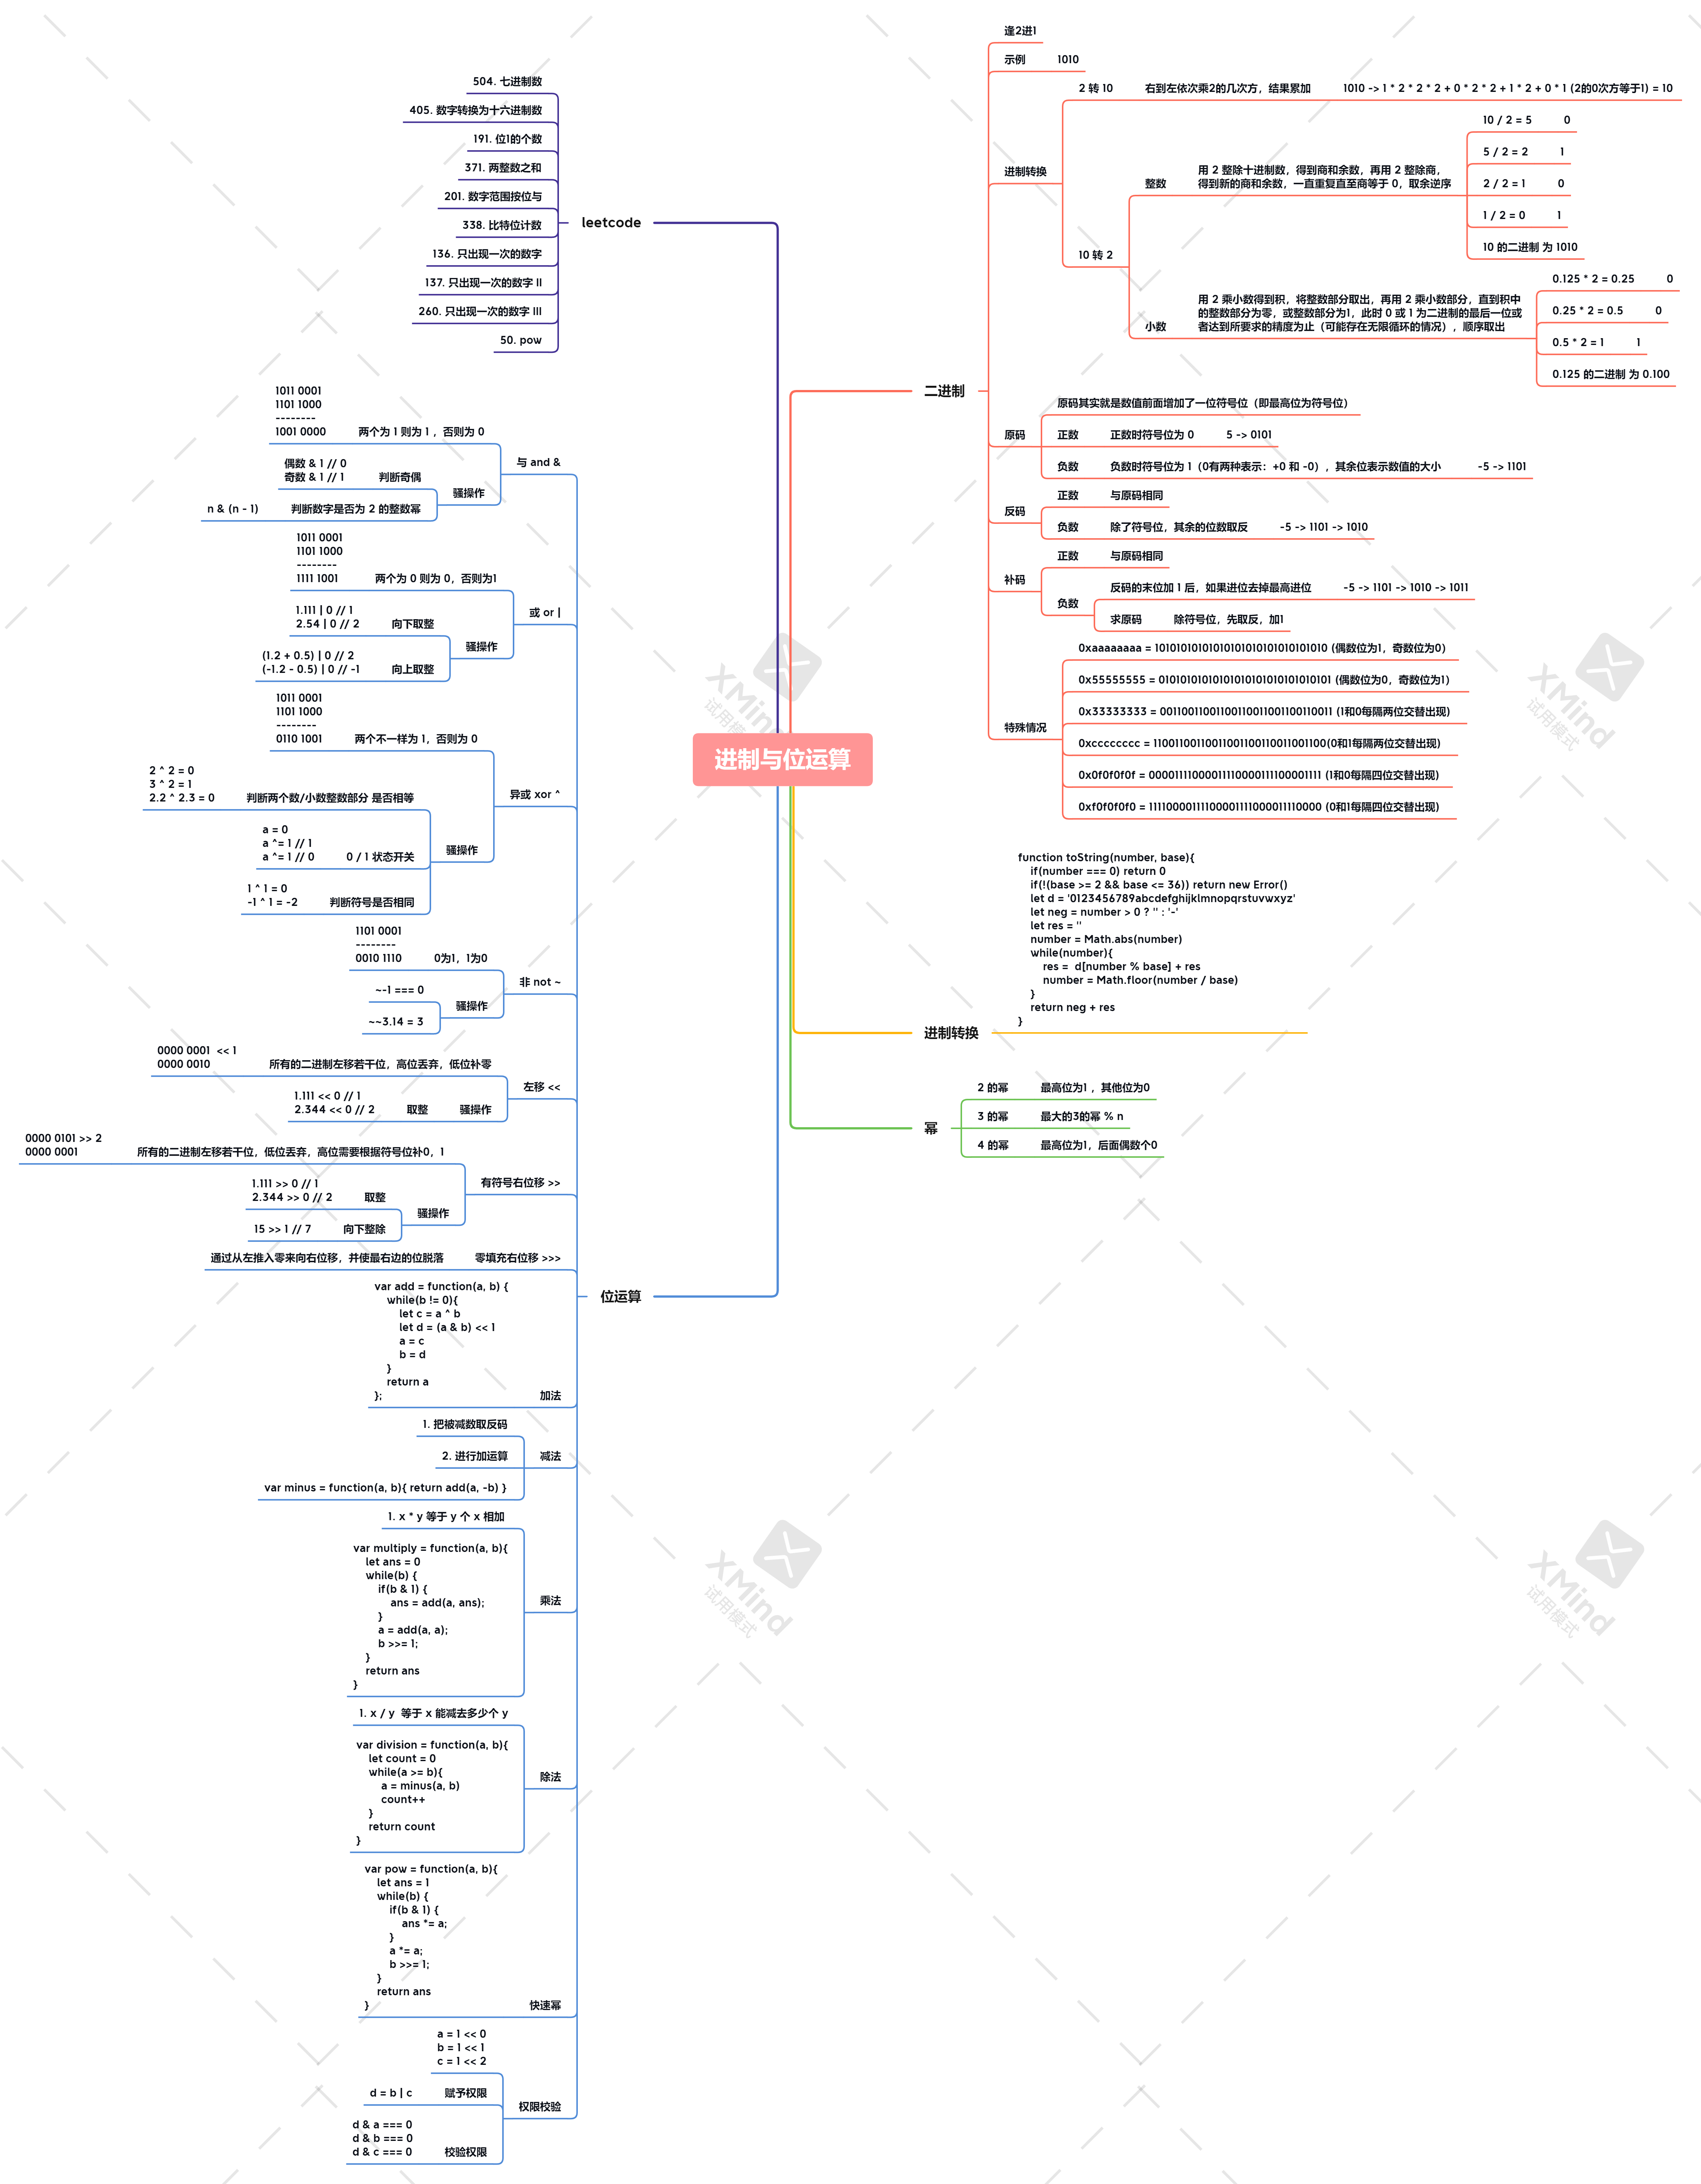 进制与位运算
二进制
逢2进1
示例
1010
进制转换
2 转 10
右到左依次乘2的几次方，结果累加
1010 -> 1 * 2 * 2 * 2 + 0 * 2 * 2 + 1 * 2 + 0 * 1 (2的0次方等于1) = 10
10 转 2
整数
用 2 整除十进制数，得到商和余数，再用 2 整除商，
得到新的商和余数，一直重复直至商等于 0，取余逆序
10 / 2 = 5
0
5 / 2 = 2
1
2 / 2 = 1
0
1 / 2 = 0
1
10 的二进制 为 1010
小数
用 2 乘小数得到积，将整数部分取出，再用 2 乘小数部分，直到积中
的整数部分为零，或整数部分为1，此时 0 或 1 为二进制的最后一位或
者达到所要求的精度为止（可能存在无限循环的情况），顺序取出
0.125 * 2 = 0.25
0
0.25 * 2 = 0.5
0
0.5 * 2 = 1
1
0.125 的二进制 为 0.100
原码
原码其实就是数值前面增加了一位符号位（即最高位为符号位）
正数
正数时符号位为 0
5 -> 0101
负数
负数时符号位为 1（0有两种表示：+0 和 -0），其余位表示数值的大小
-5 -> 1101
反码
正数
与原码相同
负数
除了符号位，其余的位数取反
-5 -> 1101 -> 1010
补码
正数
与原码相同
负数
反码的末位加 1 后，如果进位去掉最高进位
-5 -> 1101 -> 1010 -> 1011
求原码
除符号位，先取反，加1
特殊情况
0xaaaaaaaa = 10101010101010101010101010101010 (偶数位为1，奇数位为0）
0x55555555 = 01010101010101010101010101010101 (偶数位为0，奇数位为1）
0x33333333 = 00110011001100110011001100110011 (1和0每隔两位交替出现)
0xcccccccc = 11001100110011001100110011001100(0和1每隔两位交替出现)
0x0f0f0f0f = 00001111000011110000111100001111 (1和0每隔四位交替出现)
0xf0f0f0f0 = 11110000111100001111000011110000 (0和1每隔四位交替出现)
进制转换
function toString(number, base){
if(number === 0) return 0
if(!(base >= 2 && base <= 36)) return new Error()
let d = '0123456789abcdefghijklmnopqrstuvwxyz'
let neg = number > 0 ? '' : '-'
let res = ''
number = Math.abs(number)
while(number){
res =  d[number % base] + res
number = Math.floor(number / base)
}
return neg + res
}
幂
2 的幂
最高位为1 ，其他位为0
3 的幂
最大的3的幂 % n
4 的幂
最高位为1，后面偶数个0
leetcode
504. 七进制数
405. 数字转换为十六进制数
191. 位1的个数
371. 两整数之和
201. 数字范围按位与
338. 比特位计数
136. 只出现一次的数字
137. 只出现一次的数字 II
260. 只出现一次的数字 III
50. pow
位运算
与 and &
1011 0001
1101 1000
--------
1001 0000
两个为 1 则为 1 ，否则为 0
骚操作
偶数 & 1 // 0
奇数 & 1 // 1
判断奇偶
n & (n - 1)
判断数字是否为 2 的整数幂
或 or |
1011 0001
1101 1000
--------
1111 1001
两个为 0 则为 0，否则为1
骚操作
1.111 | 0 // 1
2.54 | 0 // 2
向下取整
(1.2 + 0.5) | 0 // 2
(-1.2 - 0.5) | 0 // -1
向上取整
异或 xor ^
1011 0001
1101 1000
--------
0110 1001
两个不一样为 1，否则为 0
骚操作
2 ^ 2 = 0
3 ^ 2 = 1
2.2 ^ 2.3 = 0
判断两个数/小数整数部分 是否相等
a = 0
a ^= 1 // 1
a ^= 1 // 0
0 / 1 状态开关
1 ^ 1 = 0
-1 ^ 1 = -2
判断符号是否相同
非 not ~
1101 0001
--------
0010 1110
0为1，1为0
骚操作
~-1 === 0
~~3.14 = 3
左移 <<
0000 0001  << 1
0000 0010
所有的二进制左移若干位，高位丢弃，低位补零
骚操作
1.111 << 0 // 1
2.344 << 0 // 2
取整
有符号右位移 >>
0000 0101 >> 2
0000 0001
所有的二进制左移若干位，低位丢弃，高位需要根据符号位补0，1
骚操作
1.111 >> 0 // 1
2.344 >> 0 // 2
取整
15 >> 1 // 7
向下整除
零填充右位移 >>>
通过从左推入零来向右位移，并使最右边的位脱落
加法
var add = function(a, b) {
while(b != 0){
let c = a ^ b
let d = (a & b) << 1
a = c
b = d
}
return a
};
减法
1. 把被减数取反码
2. 进行加运算
var minus = function(a, b){ return add(a, -b) }
乘法
1. x * y 等于 y 个 x 相加
var multiply = function(a, b){
let ans = 0
while(b) {
if(b & 1) {
ans = add(a, ans);
}
a = add(a, a);
b >>= 1;
}
return ans
}
除法
1. x / y  等于 x 能减去多少个 y
var division = function(a, b){
let count = 0
while(a >= b){
a = minus(a, b)
count++
}
return count
}
快速幂
var pow = function(a, b){
let ans = 1
while(b) {
if(b & 1) {
ans *= a;
}
a *= a;
b >>= 1;
}
return ans
}
权限校验
a = 1 << 0
b = 1 << 1
c = 1 << 2
d = b | c
赋予权限
d & a === 0
d & b === 0
d & c === 0
校验权限
XMind
试用模式
XMind
试用模式
XMind
试用模式
XMind
试用模式